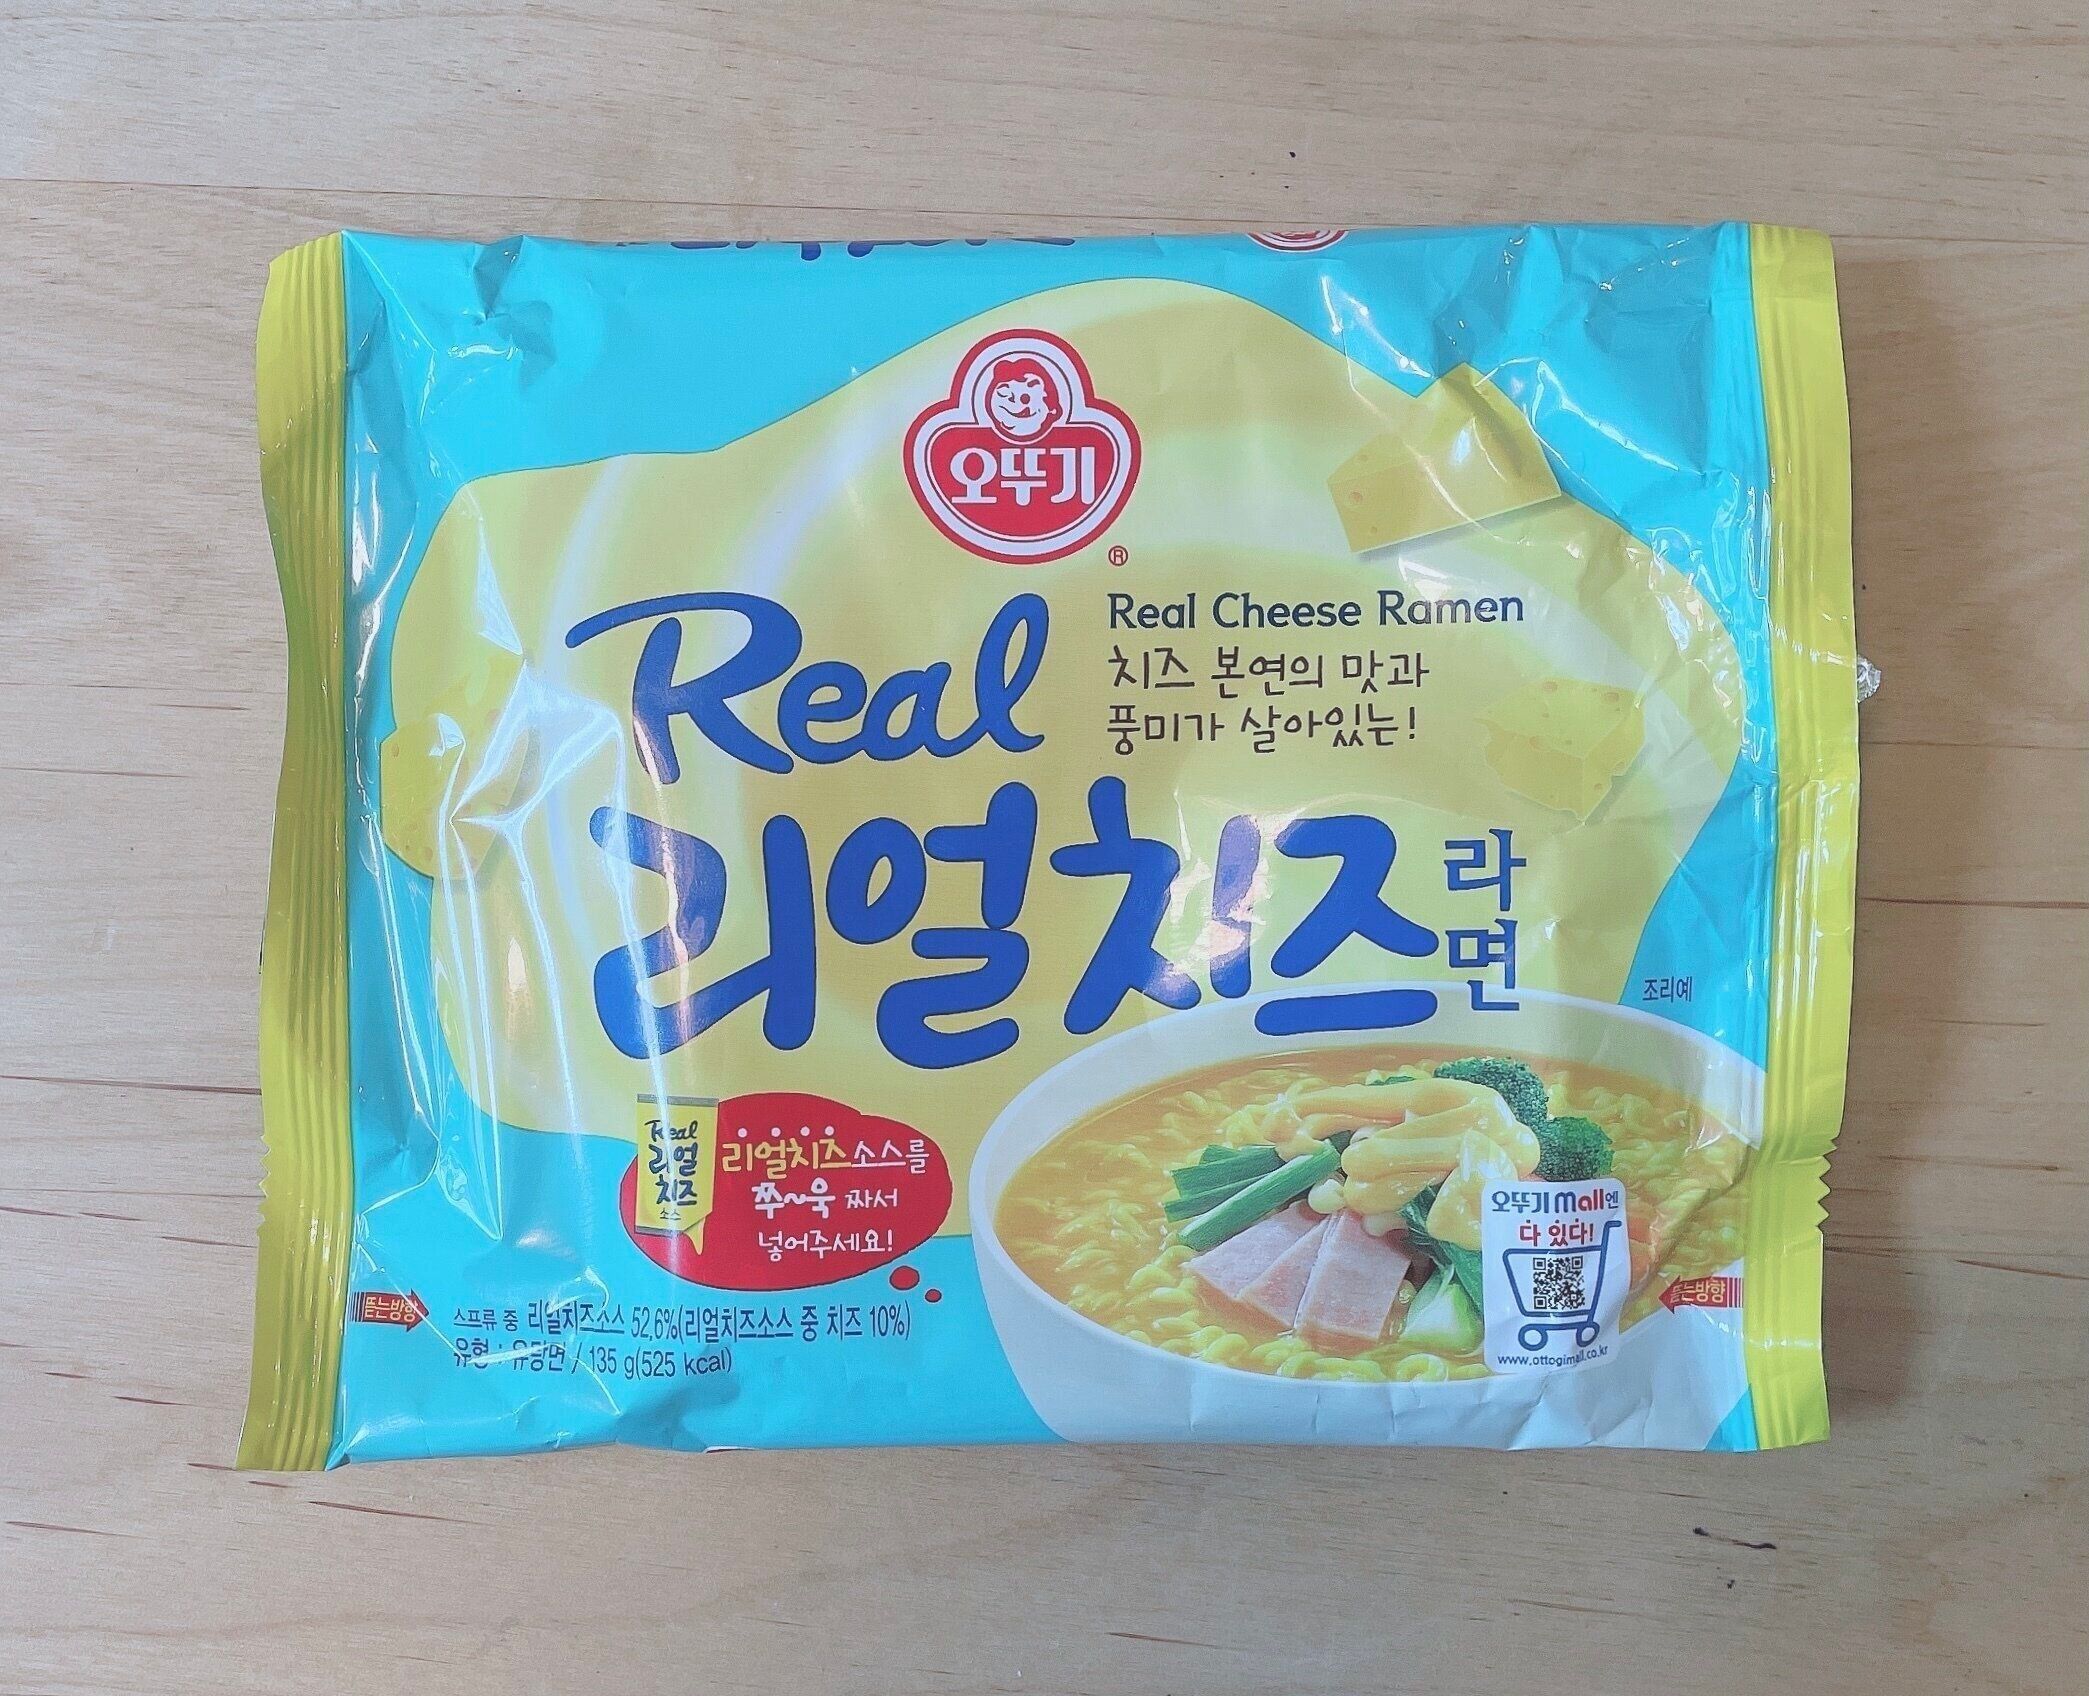 오뚜기
®
Real
Real Cheese Ramen
치즈 본연의 맛과
풍미가 살아있는!
리얼치즈
라면
조리예
Real
리얼
치즈
소스
리얼치즈소스를
쭈~욱 짜서
넣어주세요!
오뚜기mall엔
다 있다!
www.ottogimall.co.kr
뜯는방향
뜯는방향
스프류 중 리얼치즈소스 52.6%(리얼치즈소스 중 치즈 10%)
유형 : 유탕면 / 135 g(525 kcal)